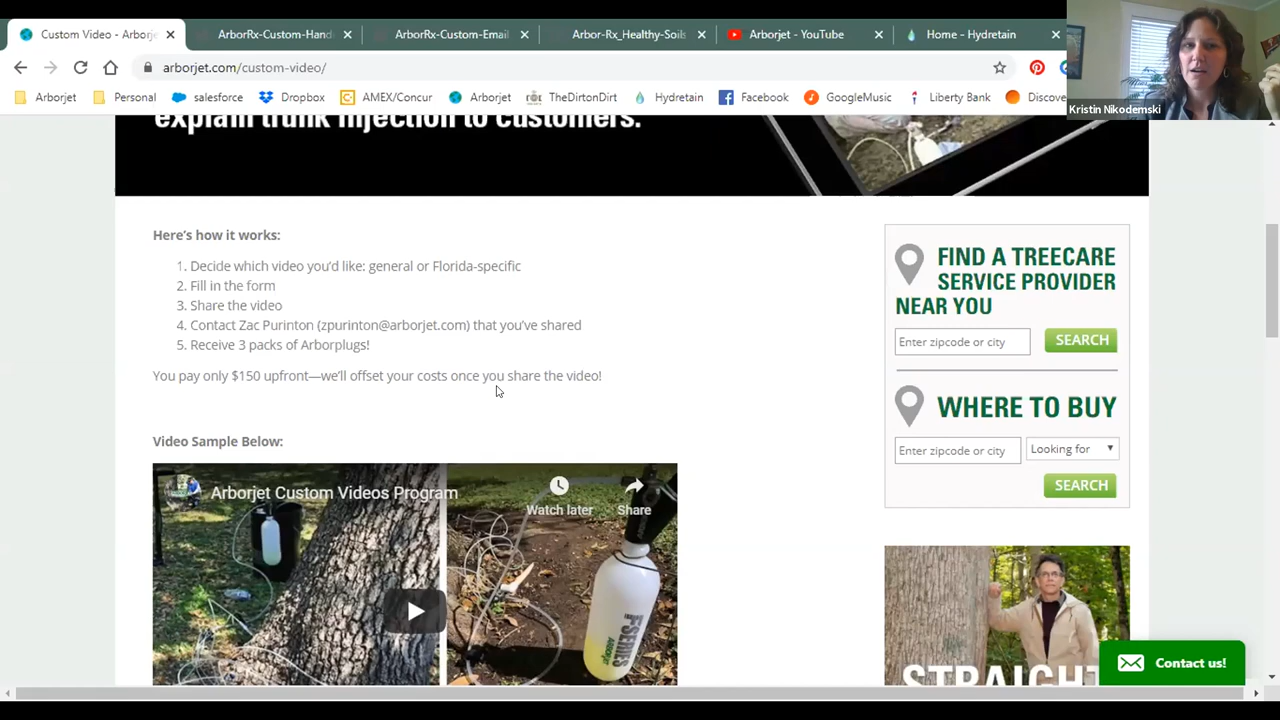 Custom Video - Arborje
ArborRx-Custom-Hand
ArborRx-Custom-Email
Arbor-Rx_Healthy-Soils
Arborjet - YouTube
Home - Hydretain
arborjet.com/custom-video/
Arborjet
Personal
salesforce
Dropbox
AMEX/Concu
Arborjet
TheDirtonDirt
Hydretain
Facebook
GoogleMusic
Liberty Bank
Discove
Kristin Nikodemski
explain trunk injection to customers.
Here's how it works:
1. Decide which video you'd like: general or Florida-specific
2. Fill in the form
3. Share the video
4. Contact Zac Purinton (zpurinton@arborjet.com) that you've shared
5. Receive 3 packs of Arborplugs!
You pay only $150 upfront—we'll offset your costs once you share the video!
Video Sample Below:
Arborjet Custom Videos Program
Watch later
Share
F-SERIES
ARBORjet
FIND A TREECARE
SERVICE PROVIDER
NEAR YOU
Enter zipcode or city
SEARCH
WHERE TO BUY
Enter zipcode or city
Looking for
SEARCH
STRAIGHT
Contact us!